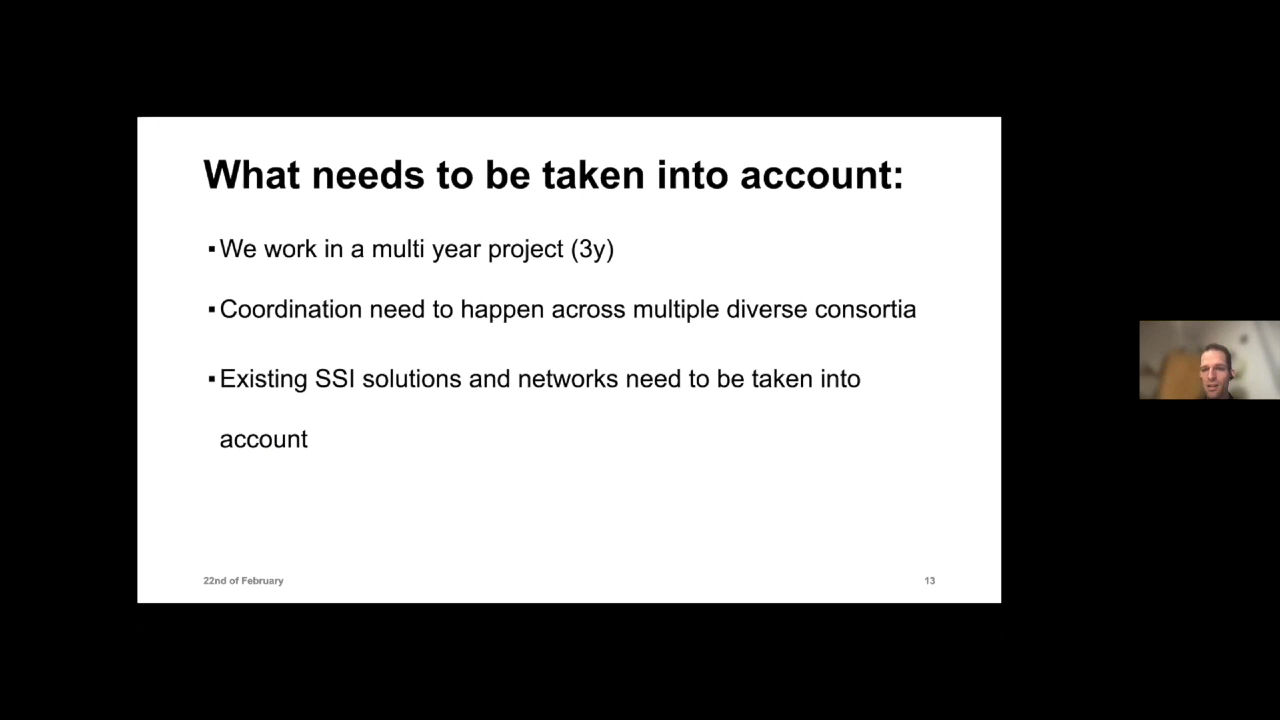 What needs to be taken into account:
▪We work in a multi year project (3y)
▪Coordination need to happen across multiple diverse consortia
▪Existing SSI solutions and networks need to be taken into
account
22nd of February
13